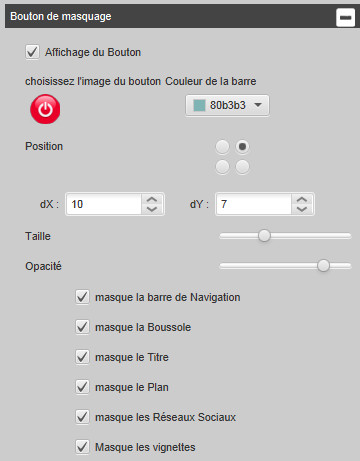 Bouton de masquage
Affichage du Bouton
choisissez l'image du bouton Couleur de la barre
80b3b3
Position
dX : 10 dY : 7
Taille
Opacité
masque la barre de Navigation
masque la Boussole
masque le Titre
masque le Plan
masque les Réseaux Sociaux
Masque les vignettes